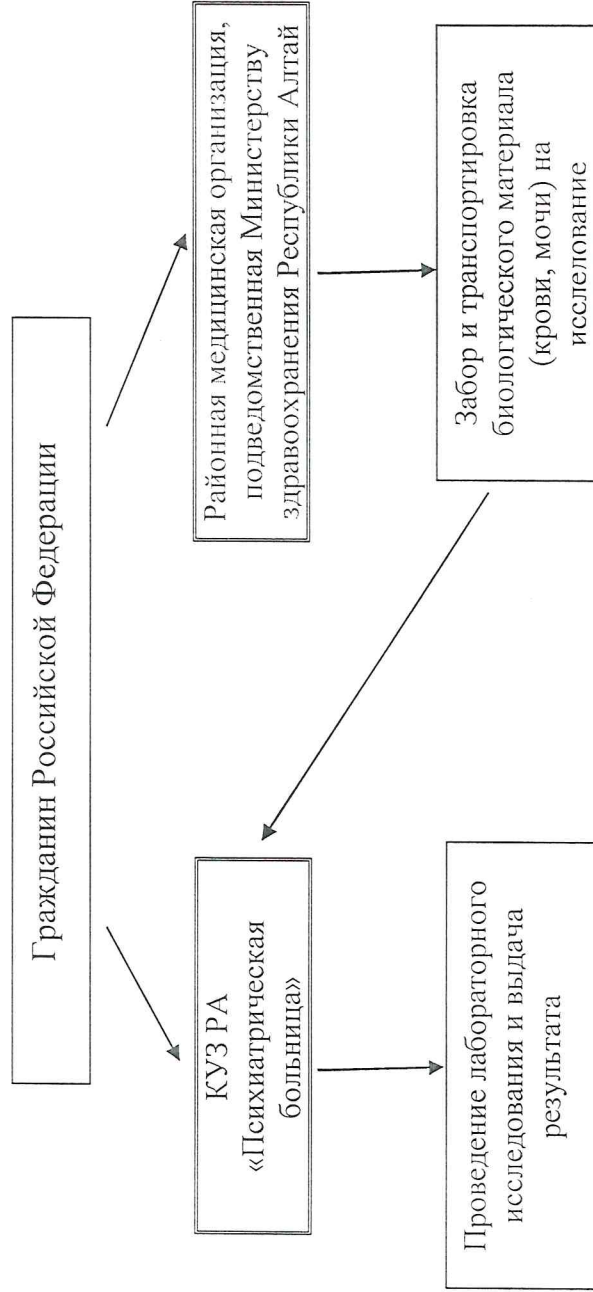 Гражданин Российской Федерации
КУЗ РА
«Психиатрическая
больница»
Районная медицинская организация,
подведомственная Министерству
здравоохранения Республики Алтай
Проведение лабораторного
исследования и выдача
результата
Забор и транспортировка
биологического материала
(крови, мочи) на
исследование